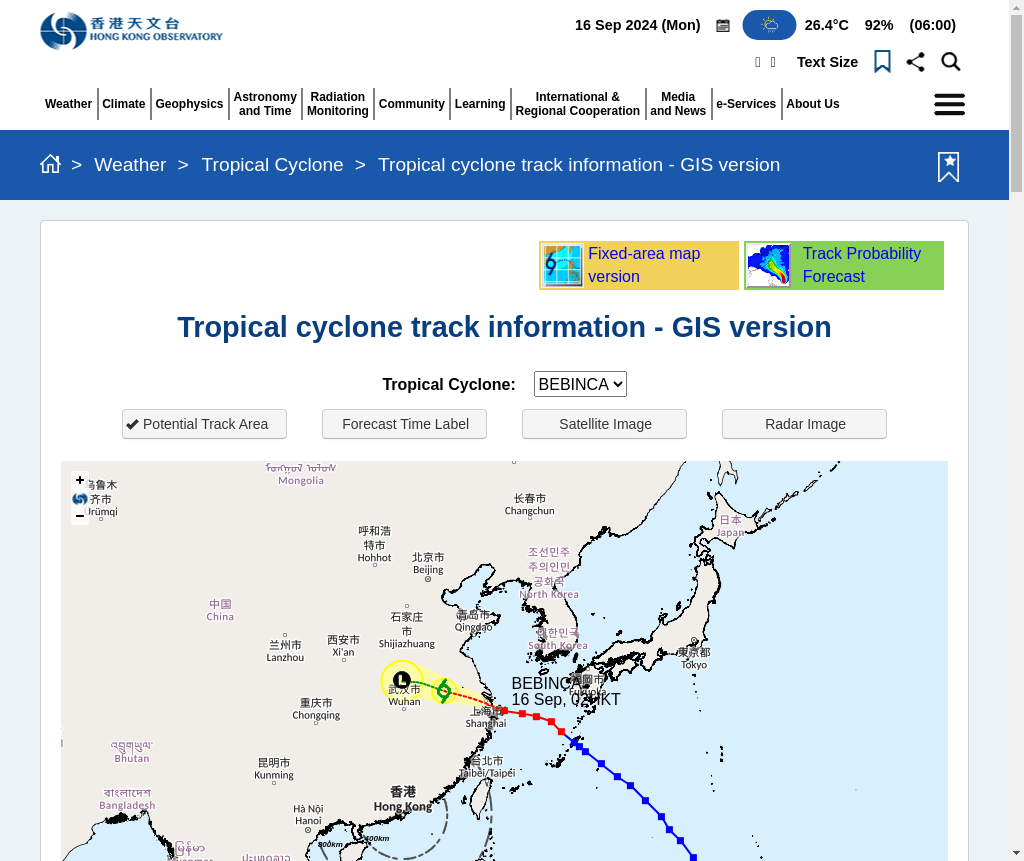 香港天文台
HONG KONG OBSERVATORY
16 Sep 2024 (Mon)
26.4°C 92% (06:00)
Text Size
Weather
Climate
Geophysics
Astronomy
and Time
Radiation
Monitoring
Community
Learning
International &
Regional Cooperation
Media
and News
e-Services
About Us
> Weather > Tropical Cyclone > Tropical cyclone track information - GIS version
Fixed-area map
version
Track Probability
Forecast
Tropical cyclone track information - GIS version
Tropical Cyclone: BEBINCA
Potential Track Area
Forecast Time Label
Satellite Image
Radar Image
+
−
乌鲁木
齐市
Ürümqi
Mongolia
长春市
Changchun
日本
Japan
呼和浩
特市
Hohhot
北京市
Beijing
조선민주
주의인민
공화국
North Korea
中国
China
石家庄
市
Shijiazhuang
青岛市
Qingdao
대한민국
South Korea
兰州市
Lanzhou
西安市
Xi'an
東京都
Tokyo
L
武汉市
Wuhan
BEBINCA
16 Sep, 02HKT
福岡市
Fukuoka
重庆市
Chongqing
上海市
Shanghai
འབྲུག་ཡུལ་
Bhutan
昆明市
Kunming
台北市
Taibei/Taipei
বাংলাদেশ
Bangladesh
香港
Hong Kong
Hà Nội
Hanoi
800km
400km